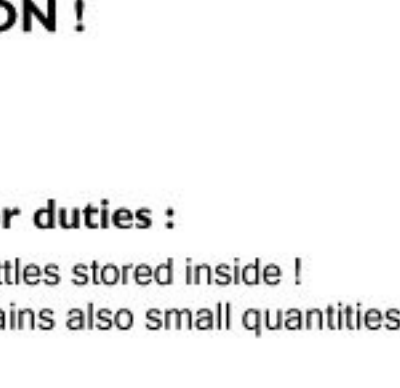 ON !
r duties :
ttles stored inside !
ains also small quantities